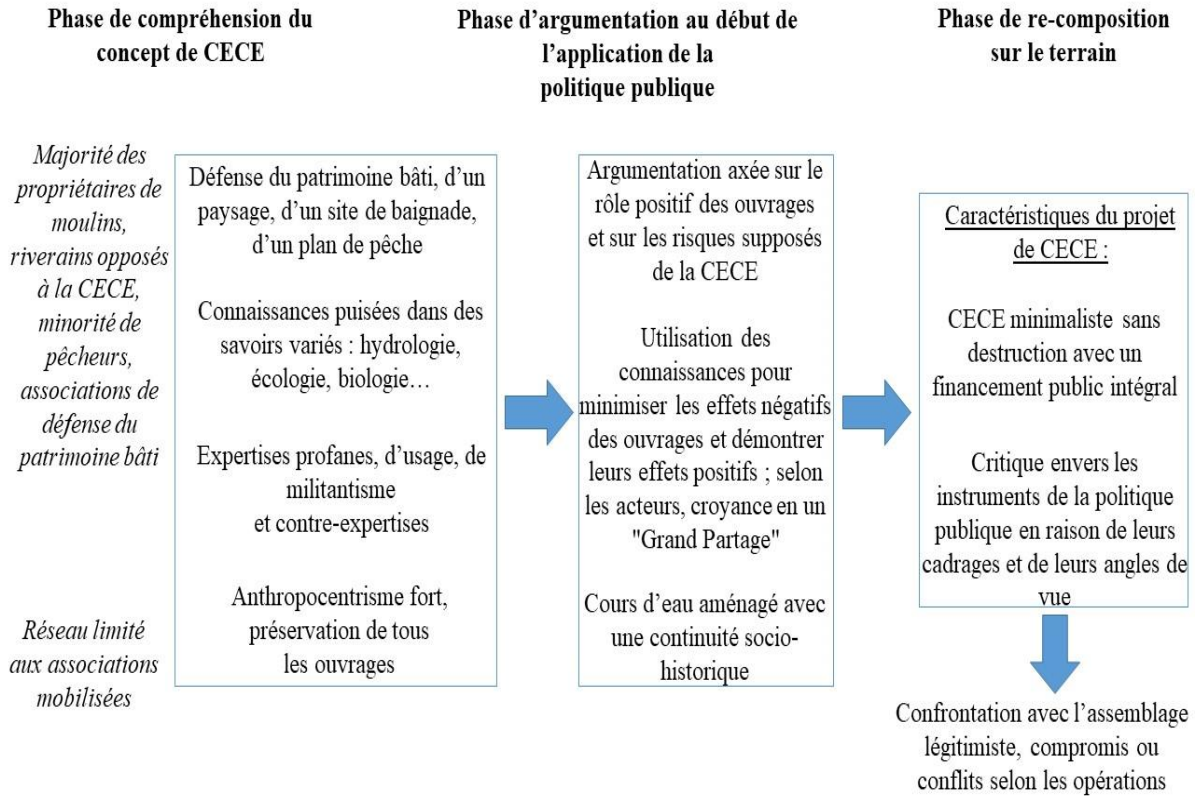 Phase de compréhension du
concept de CECE
Phase d’argumentation au début de
l’application de la
politique publique
Phase de re-composition
sur le terrain
Majorité des
propriétaires de
moulins,
riverains opposés
à la CECE,
minorité de
pêcheurs,
associations de
défense du
patrimoine bâti
Réseau limité
aux associations
mobilisées
Défense du patrimoine bâti, d’un
paysage, d’un site de baignade,
d’un plan de pêche
Connaissances puisées dans des
savoirs variés : hydrologie,
écologie, biologie…
Expertises profanes, d’usage, de
militantisme
et contre-expertises
Anthropocentrisme fort,
préservation de tous
les ouvrages
Argumentation axée sur le
rôle positif des ouvrages
et sur les risques supposés
de la CECE
Utilisation des
connaissances pour
minimiser les effets négatifs
des ouvrages et démontrer
leurs effets positifs ; selon
les acteurs, croyance en un
"Grand Partage"
Cours d’eau aménagé avec
une continuité socio-
historique
Caractéristiques du projet
de CECE :
CECE minimaliste sans
destruction avec un
financement public intégral
Critique envers les
instruments de la politique
publique en raison de leurs
cadrages et de leurs angles de
vue
Confrontation avec l’assemblage
légitimiste, compromis ou
conflits selon les opérations